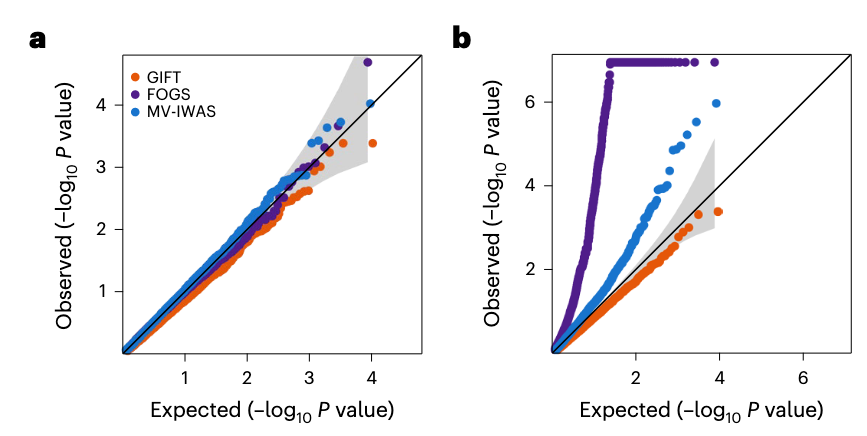 a
GIFT
FOGS
MV-IWAS
Observed (–log10 P value)
4
3
2
1
1 2 3 4
Expected (–log10 P value)
b
Observed (–log10 P value)
6
4
2
2 4 6
Expected (–log10 P value)